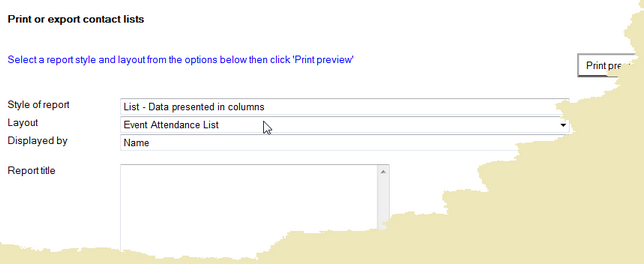 Print or export contact lists
Select a report style and layout from the options below then click 'Print preview'
Print
Style of report
List - Data presented in columns
Layout
Event Attendance List
Displayed by
Name
Report title